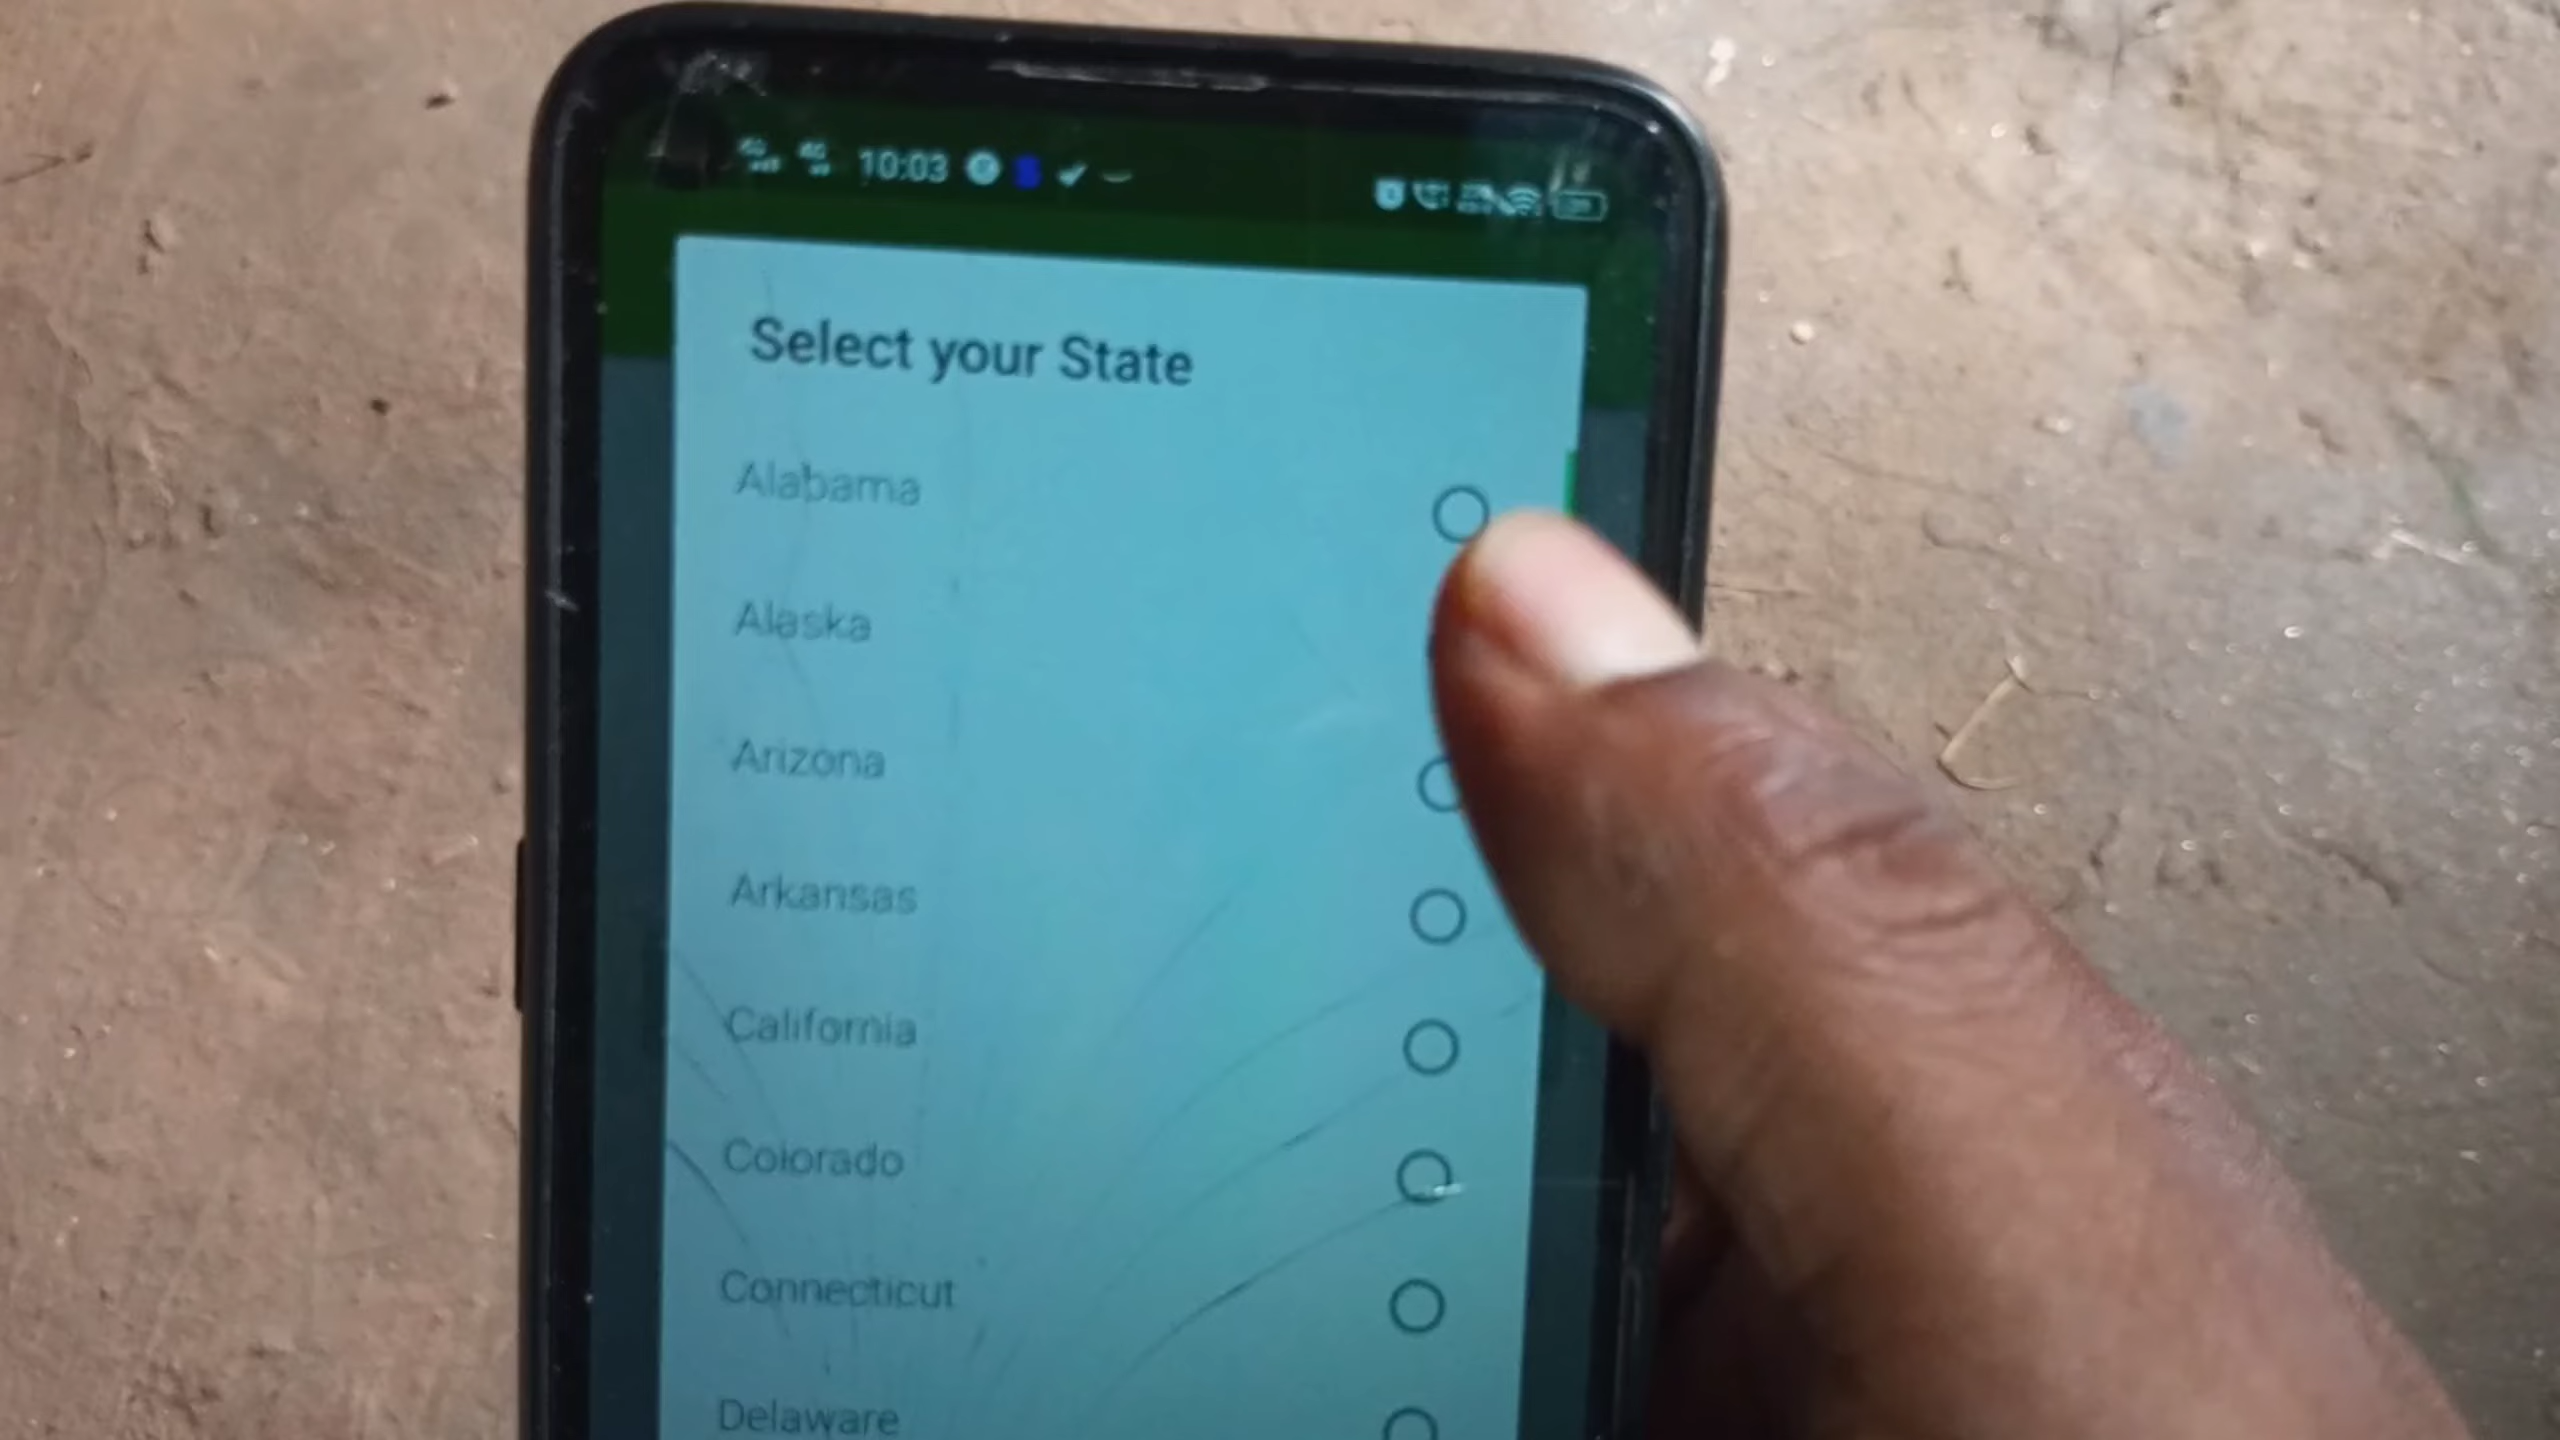 10:03
Select your State
Alabama
Alaska
Arizona
Arkansas
California
Colorado
Connecticut
Delaware